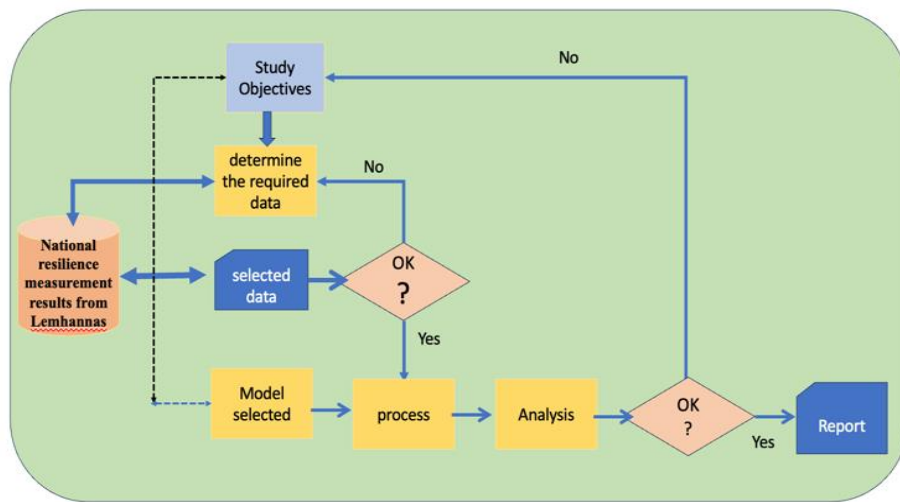 No
Study
Objectives
determine
the required
data
No
National
resilience
measurement
results from
Lemhannas
selected
data
OK
?
Yes
Model
selected
process
Analysis
OK
?
Yes
Report